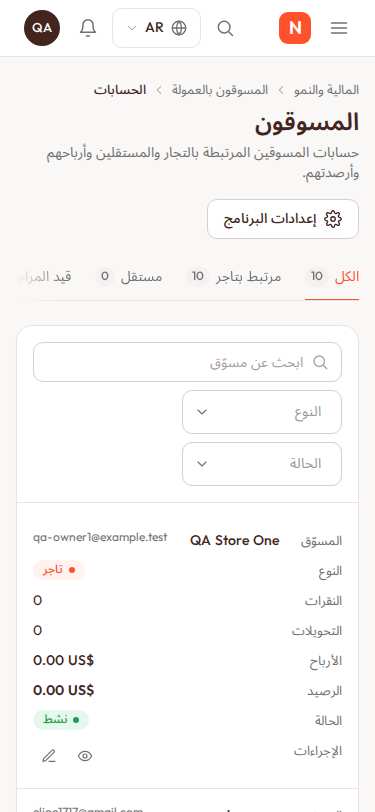 QA
AR
N
المالية والنمو > المسوقون بالعمولة > الحسابات
المسوقون
حسابات المسوقين المرتبطة بالتجار والمستقلين وأرباحهم
وأرصدتهم.
إعدادات البرنامج
الكل 10 مرتبط بتاجر 10 مستقل 0 قيد
ابحث عن مسوّق
النوع
الحالة
المسوّق QA Store One qa-owner1@example.test
النوع تاجر
النقرات 0
التحويلات 0
الأرباح 0.00 US$
الرصيد 0.00 US$
الحالة نشط
الإجراءات